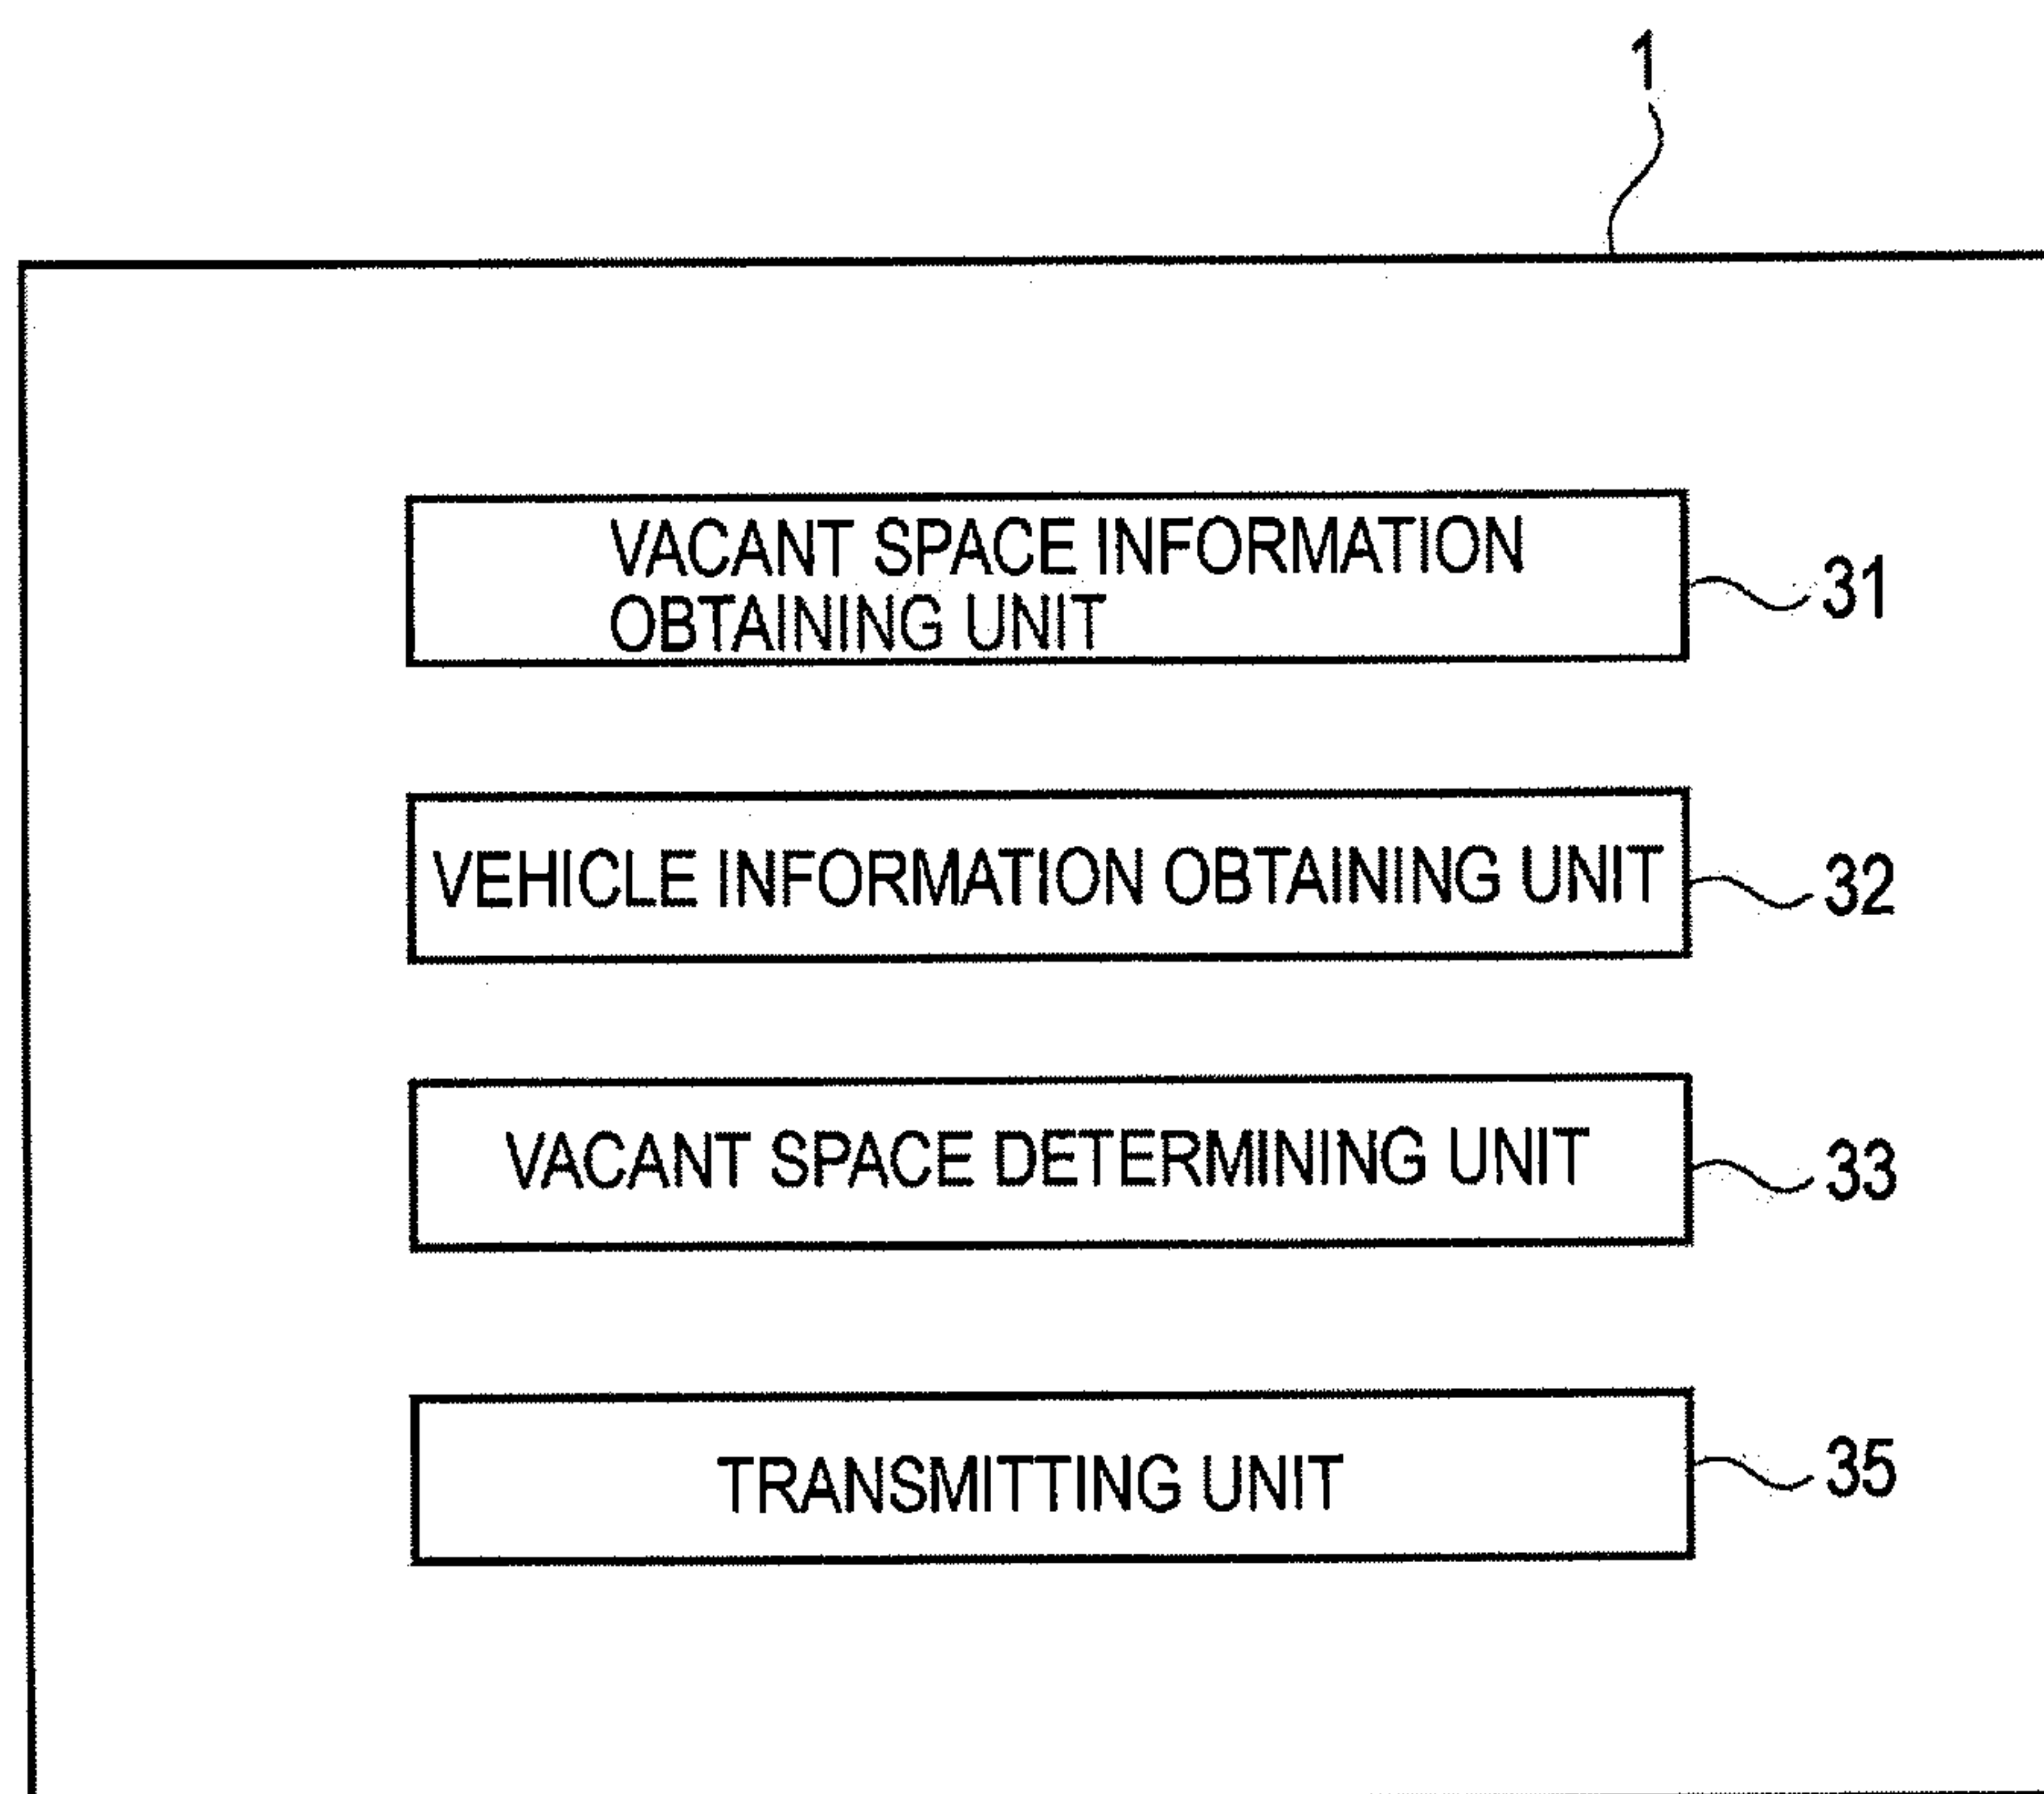 1
VACANT SPACE INFORMATION
OBTAINING UNIT
31
VEHICLE INFORMATION OBTAINING UNIT
32
VACANT SPACE DETERMINING UNIT
33
TRANSMITTING UNIT
35